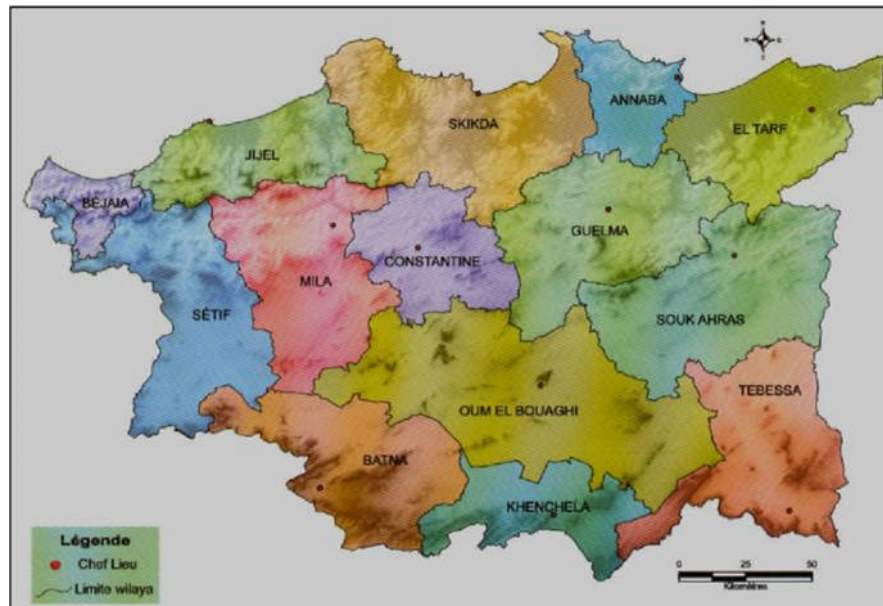 N
W
E
S
ANNABA
SKIKDA
EL TARF
JIJEL
BÉJAIA
GUELMA
CONSTANTINE
MILA
SÉTIF
SOUK AHRAS
TEBESSA
OUM EL BOUAGHI
BATNA
KHENCHELA
Légende
Chef Lieu
Limite wilaya
0 25 50
Kilomètres